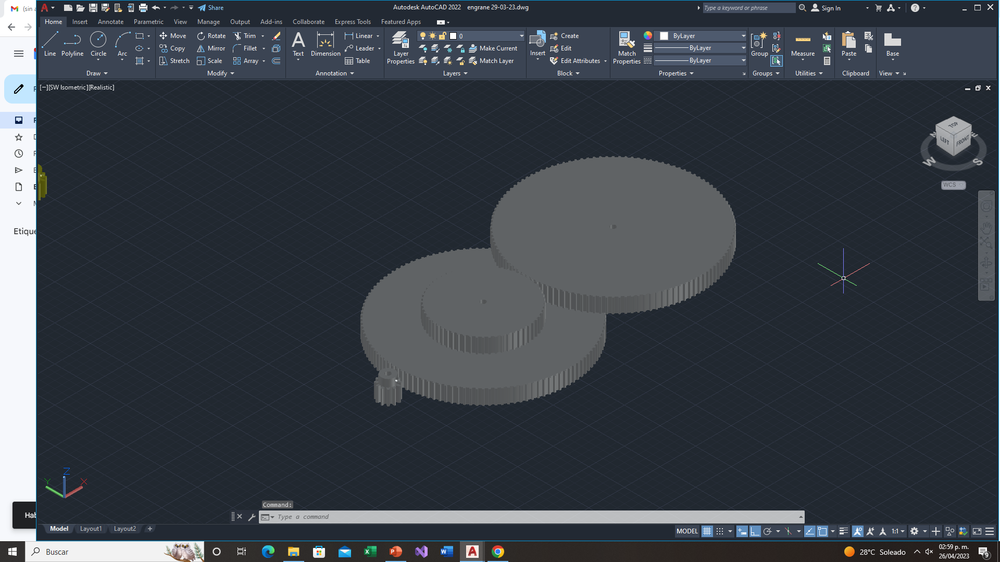 (sin a
Share
Autodesk AutoCAD 2022 engrane 29-03-23.dwg
Type a keyword or phrase
Sign In
Home Insert Annotate Parametric View Manage Output Add-ins Collaborate Express Tools Featured Apps
Line Polyline Circle Arc
Move Rotate Trim
Copy Mirror Fillet
Stretch Scale Array
Text Dimension
Linear
Leader
Table
Layer Properties
0
Make Current
Match Layer
Insert
Create
Edit
Edit Attributes
Match Properties
ByLayer
ByLayer
ByLayer
Group
Measure
Paste
Base
Draw Modify Annotation Layers Block Properties Groups Utilities Clipboard View
[−][SW Isometric][Realistic]
TOP
LEFT FRONT
W S
WCS
Etique
Z
Y X
Hab
Command:
Type a command
Model Layout1 Layout2 +
MODEL
1:1
Buscar
28°C Soleado
02:59 p. m.
26/04/2023
9